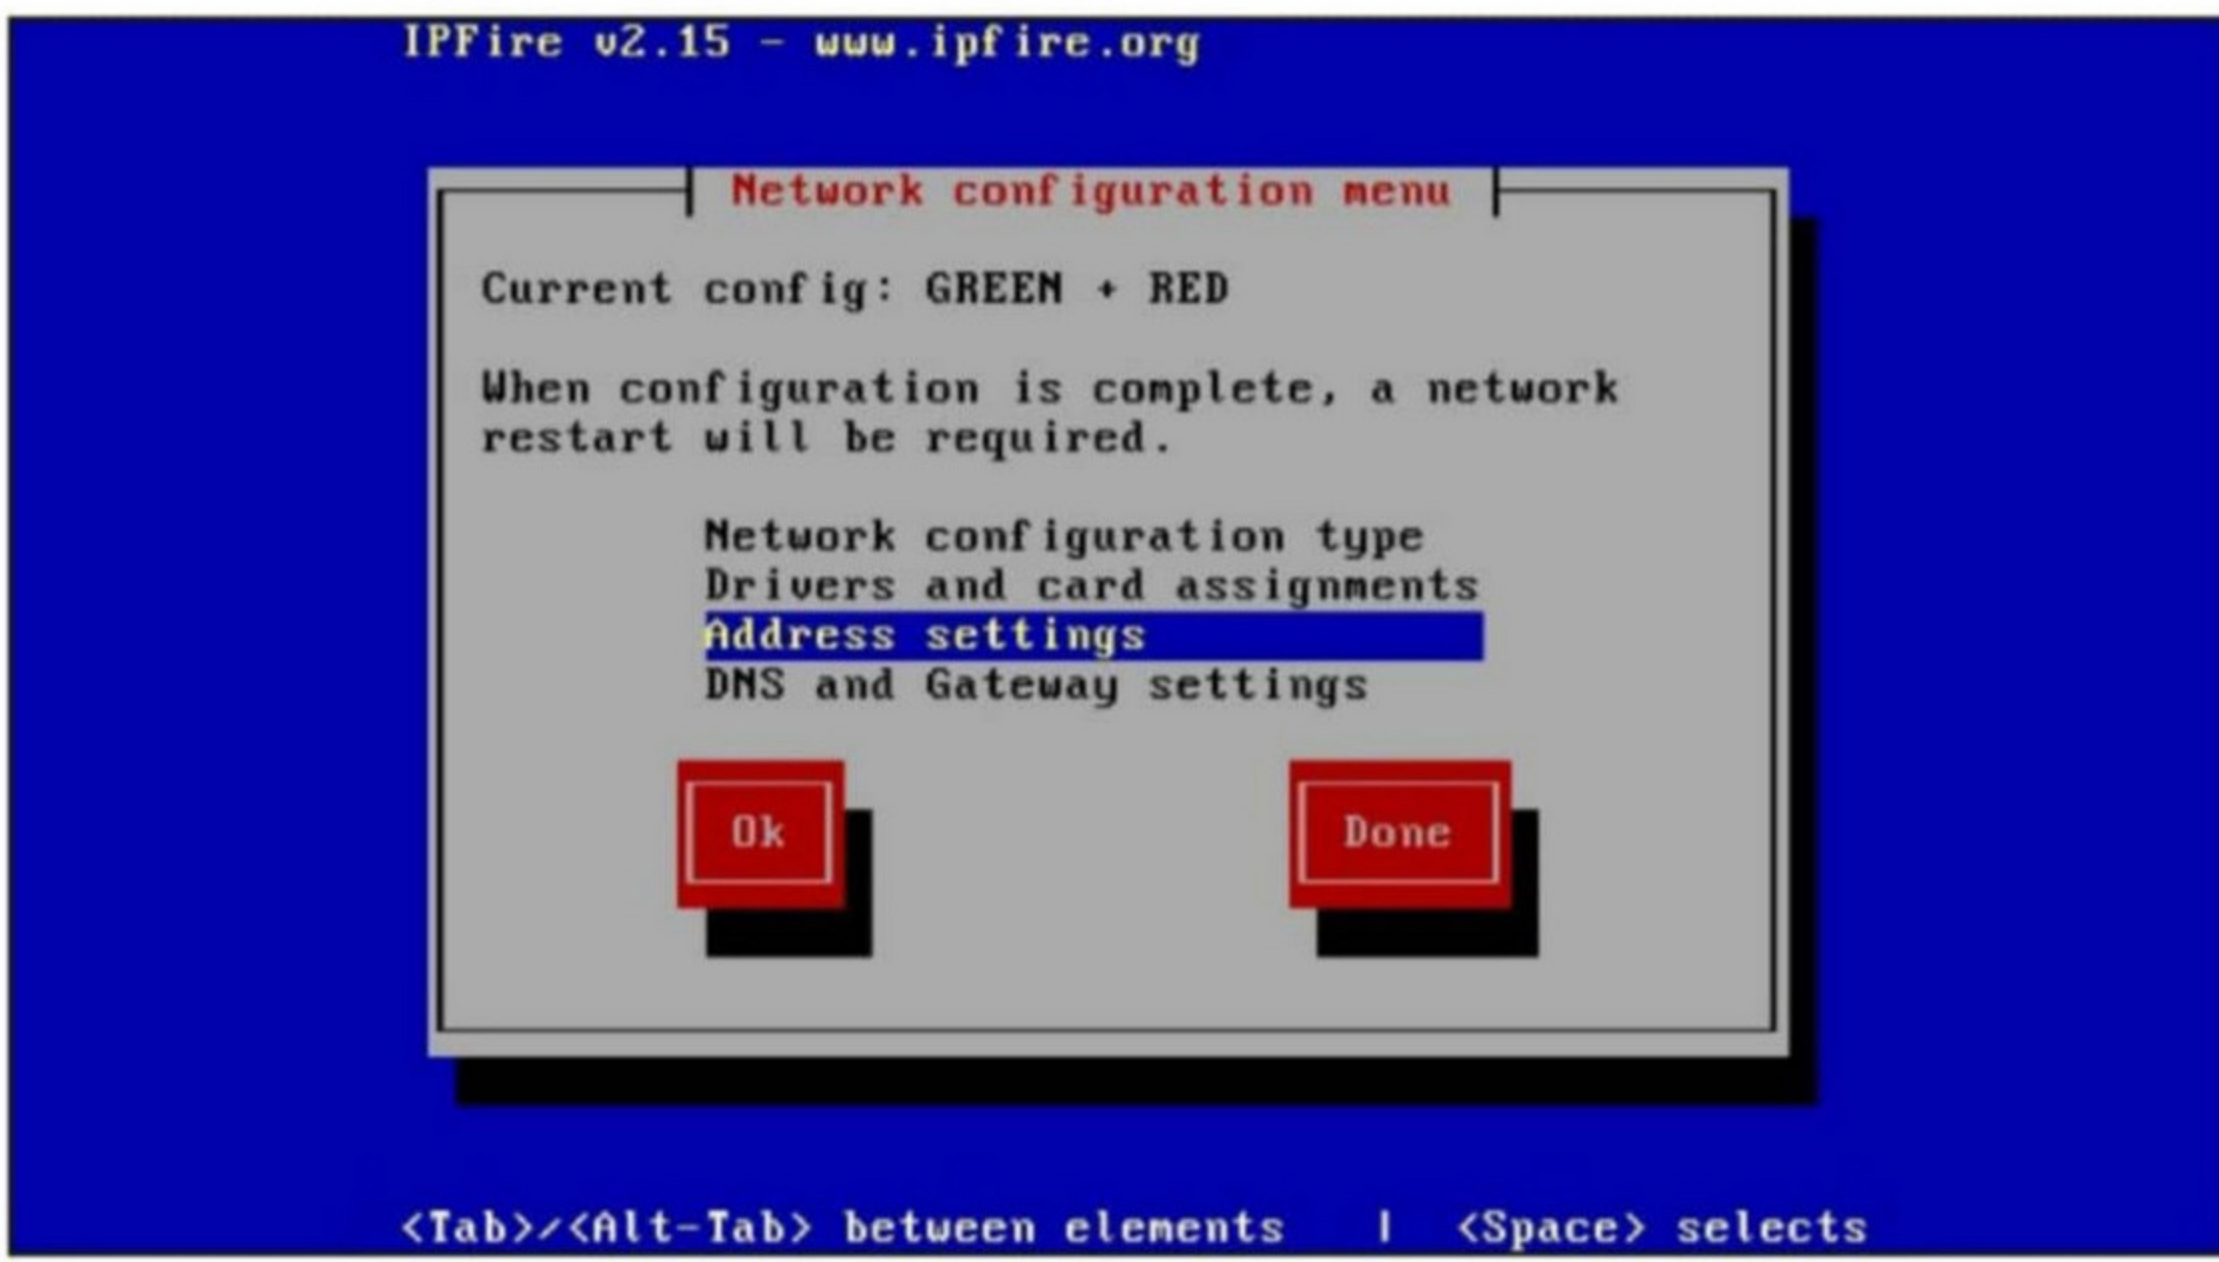 IPFire v2.15 - www.ipfire.org
Network configuration menu
Current config: GREEN + RED
When configuration is complete, a network
restart will be required.
Network configuration type
Drivers and card assignments
Address settings
DNS and Gateway settings
Ok
Done
<Tab>/<Alt-Tab> between elements | <Space> selects